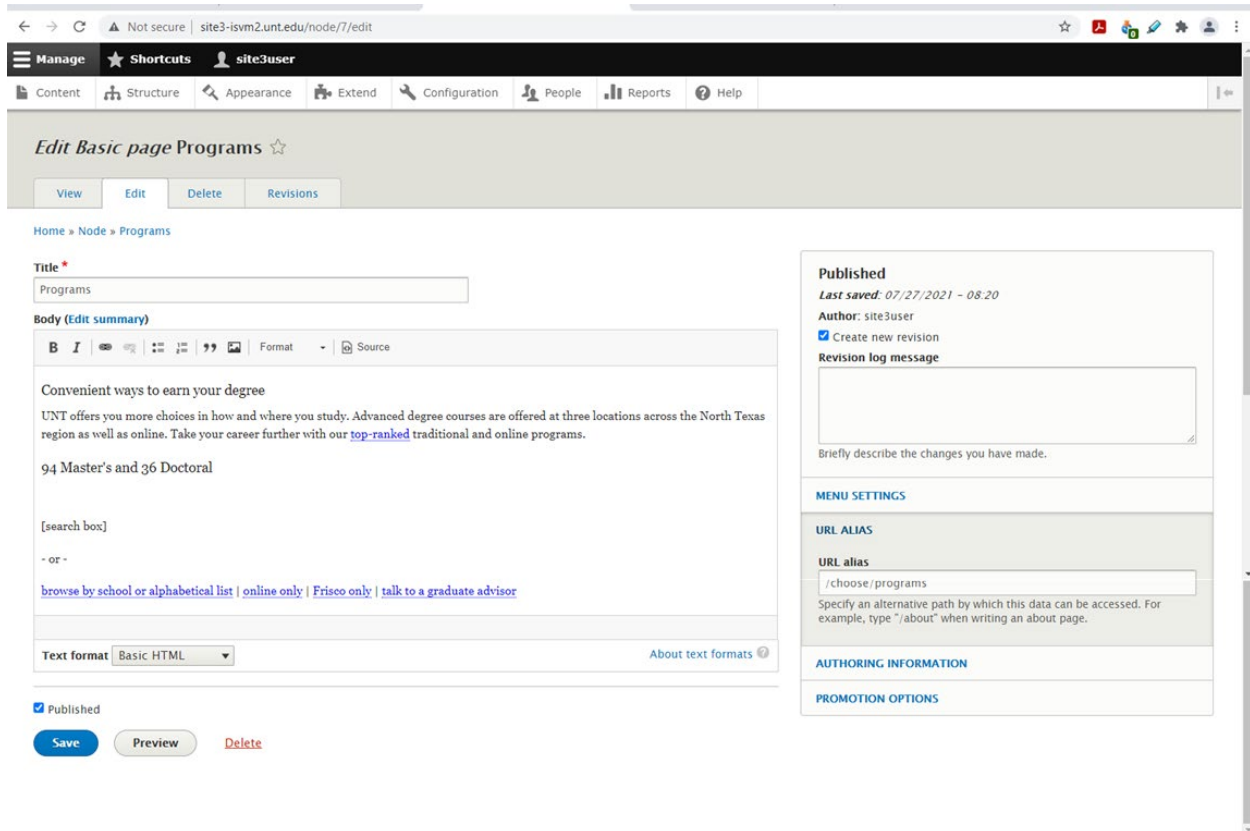 Not secure | site3-isvm2.unt.edu/node/7/edit
0
Manage Shortcuts site3user
Content Structure Appearance Extend Configuration People Reports Help
Edit Basic page Programs
View Edit Delete Revisions
Home » Node » Programs
Title *
Programs
Body (Edit summary)
B I Format Source
Convenient ways to earn your degree
UNT offers you more choices in how and where you study. Advanced degree courses are offered at three locations across the North Texas
region as well as online. Take your career further with our top-ranked traditional and online programs.
94 Master's and 36 Doctoral
[search box]
- or -
browse by school or alphabetical list | online only | Frisco only | talk to a graduate advisor
Text format Basic HTML About text formats ?
Published
Save Preview Delete
Published
Last saved: 07/27/2021 - 08:20
Author: site3user
Create new revision
Revision log message
Briefly describe the changes you have made.
MENU SETTINGS
URL ALIAS
URL alias
/choose/programs
Specify an alternative path by which this data can be accessed. For
example, type "/about" when writing an about page.
AUTHORING INFORMATION
PROMOTION OPTIONS